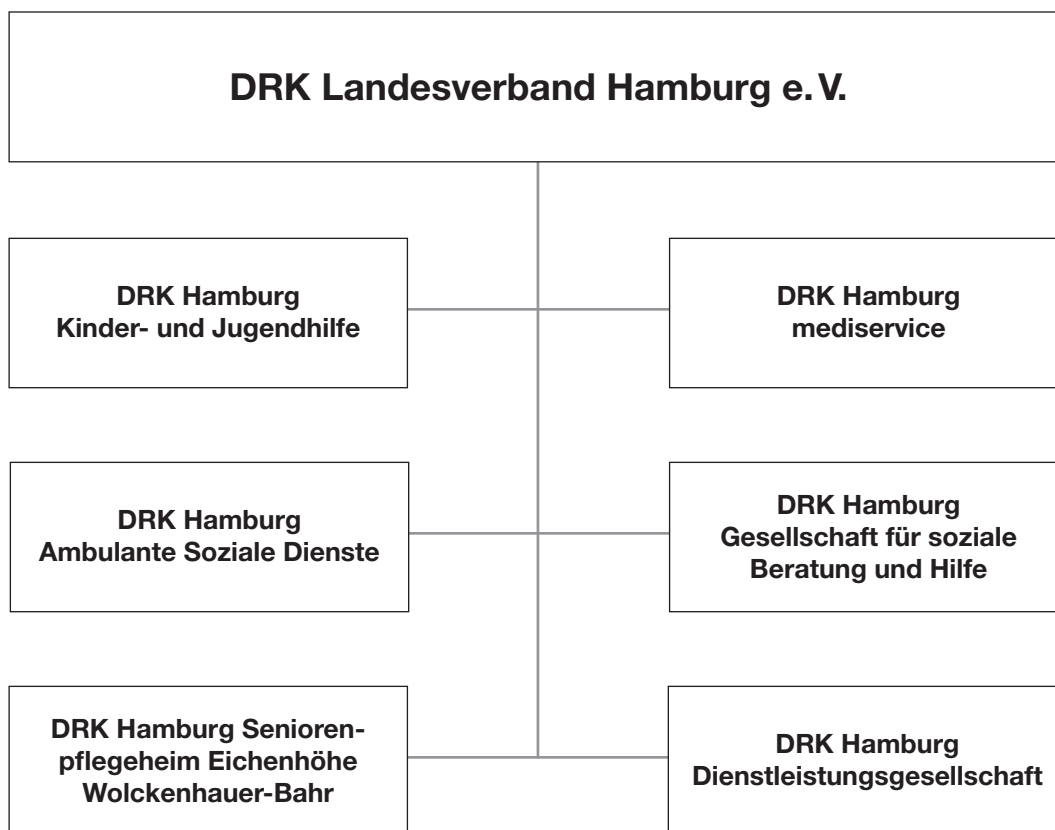 DRK Landesverband Hamburg e. V.
DRK Hamburg
Kinder- und Jugendhilfe
DRK Hamburg
mediservice
DRK Hamburg
Ambulante Soziale Dienste
DRK Hamburg
Gesellschaft für soziale
Beratung und Hilfe
DRK Hamburg Senioren-
pflegeheim Eichenhöhe
Wolckenhauer-Bahr
DRK Hamburg
Dienstleistungsgesellschaft